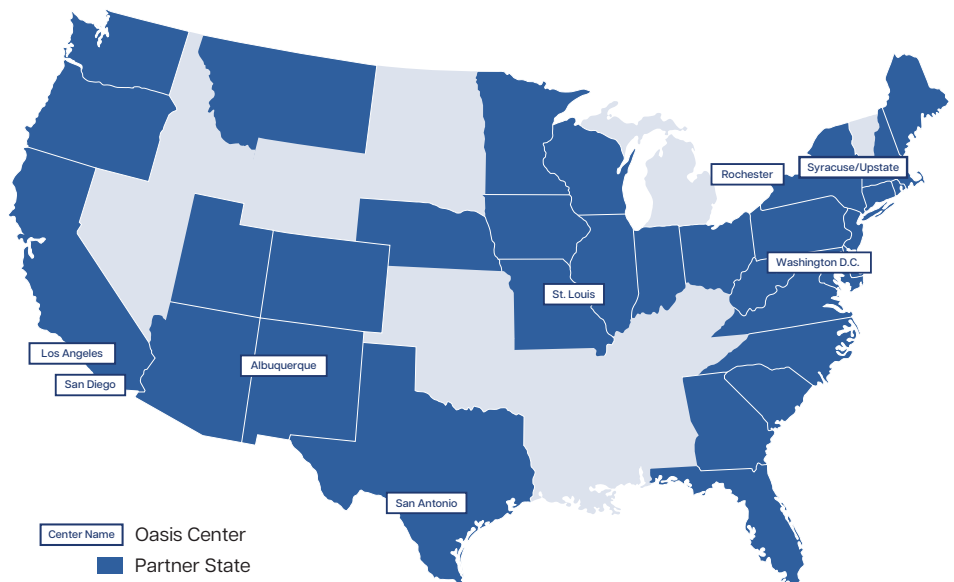 Rochester
Syracuse/Upstate
Washington D.C.
St. Louis
Los Angeles
Albuquerque
San Diego
San Antonio
Center Name Oasis Center
Partner State